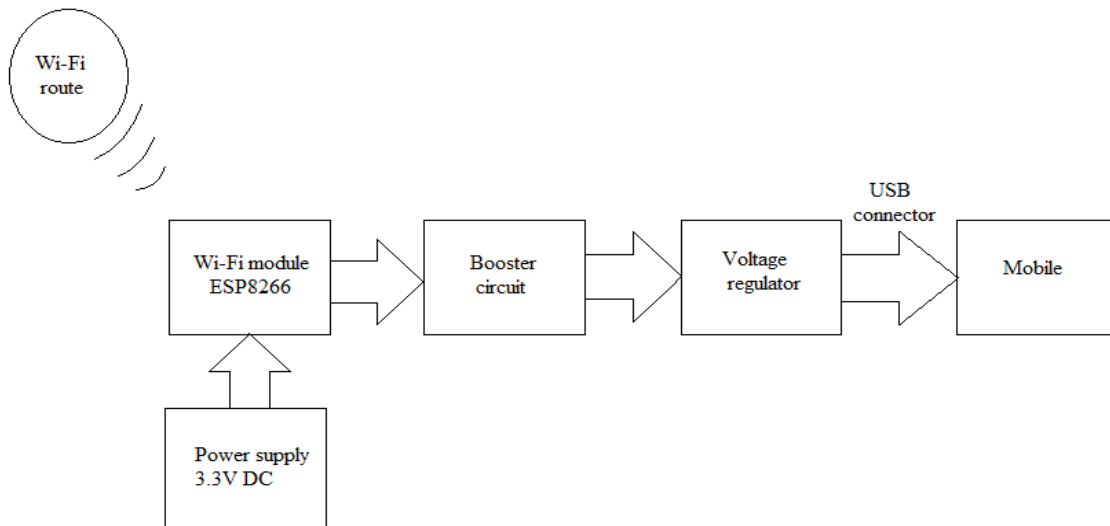 Wi-Fi
route
USB
connector
Wi-Fi module
ESP8266
Booster
circuit
Voltage
regulator
Mobile
Power supply
3.3V DC